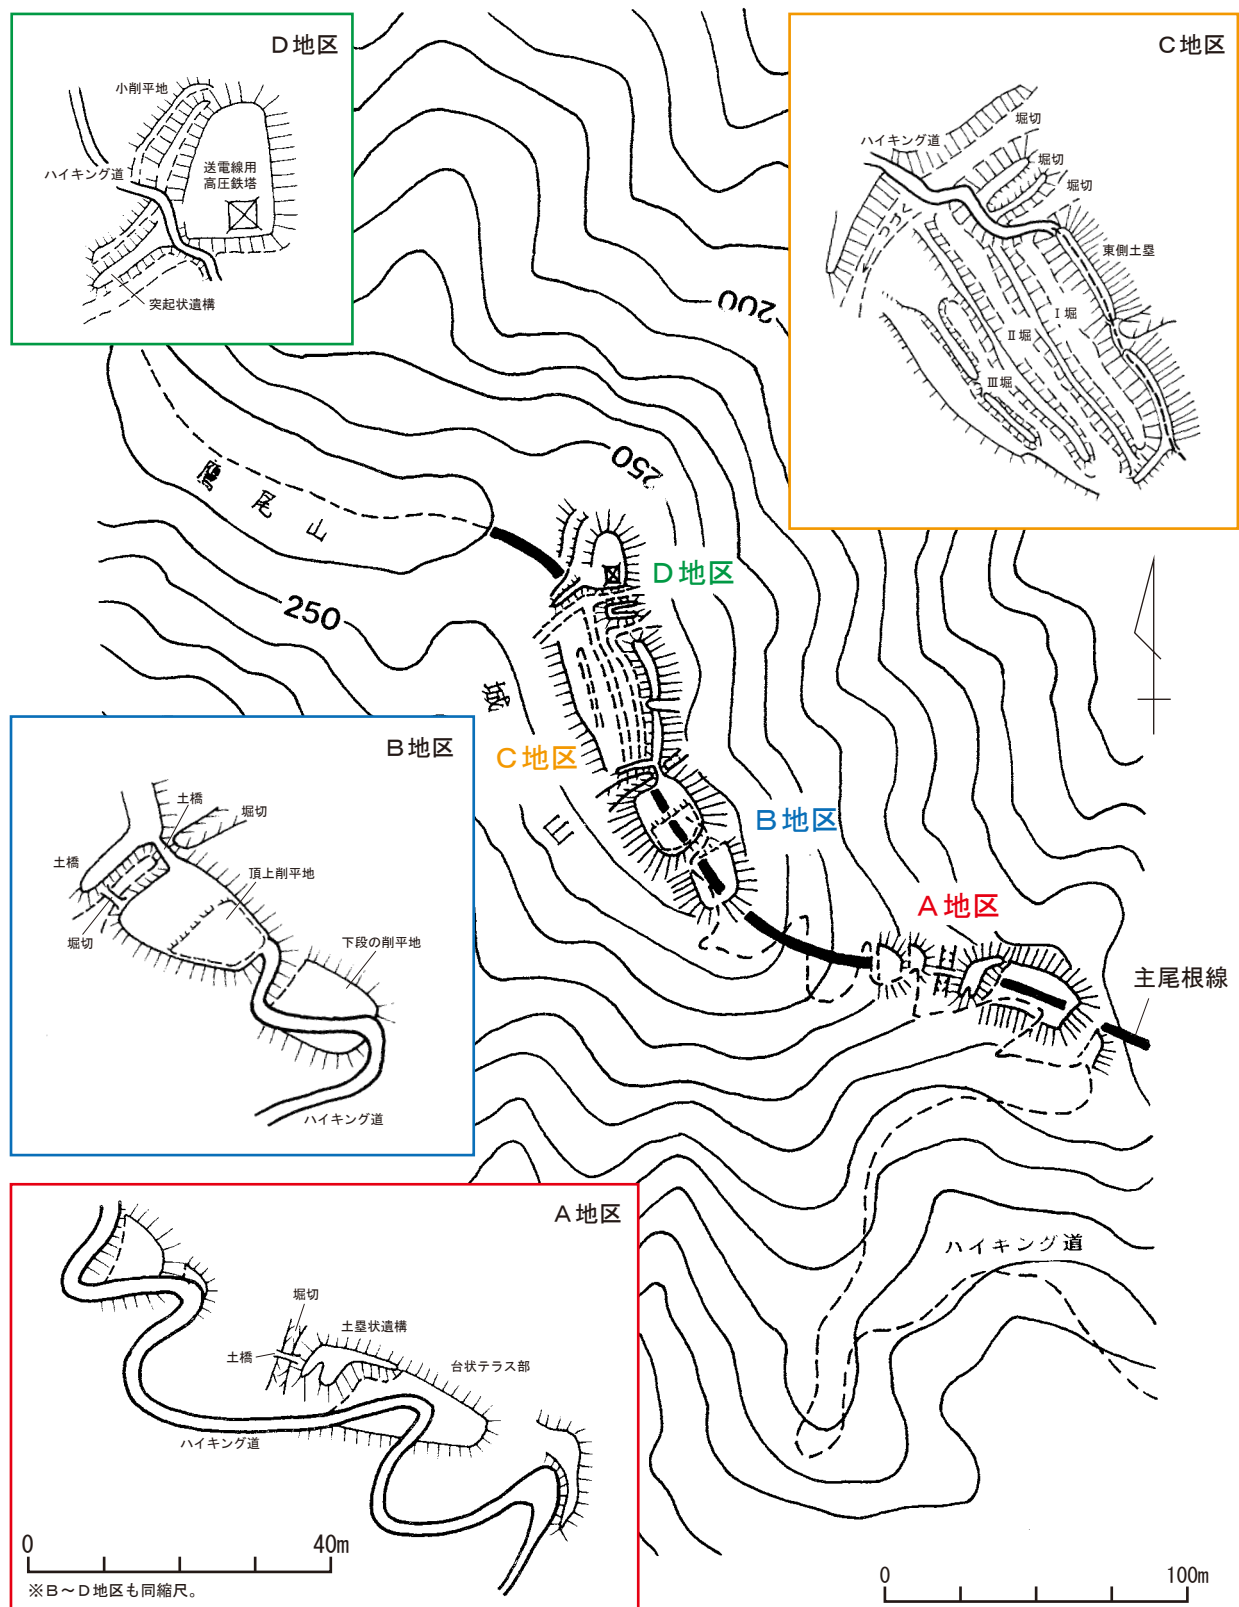 D地区
小削平地
ハイキング道
送電線用
高圧鉄塔
突起状遺構
C地区
堀切
ハイキング道
堀切
堀切
東側土塁
Ⅰ堀
Ⅱ堀
Ⅲ堀
200
250
鷹尾山
250
D地区
城山
C地区
B地区
A地区
主尾根線
ハイキング道
B地区
土橋
堀切
土橋
頂上削平地
堀切
下段の削平地
ハイキング道
A地区
堀切
土塁状遺構
土橋
台状テラス部
ハイキング道
0 40m
※B～D地区も同縮尺。
0 100m